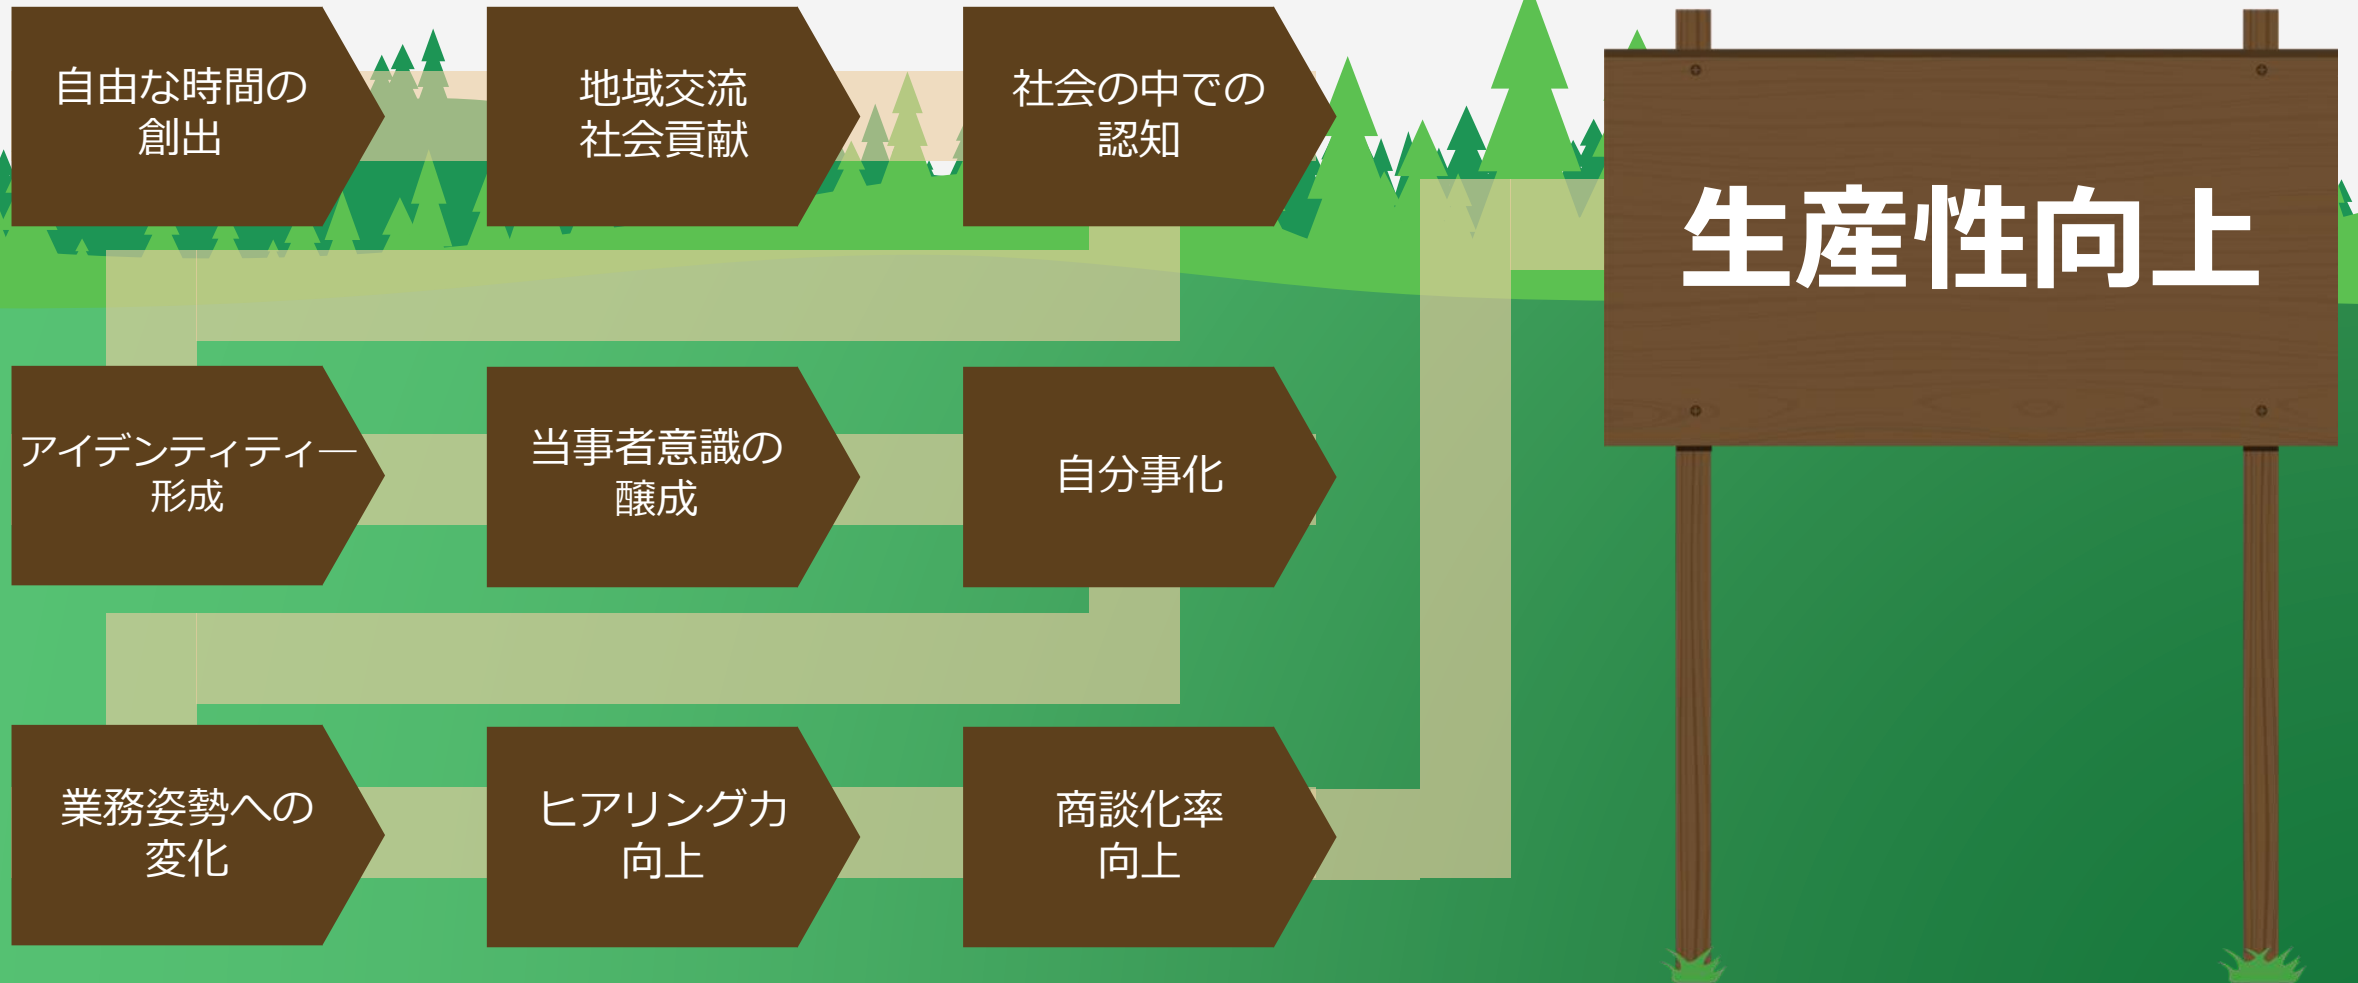 自由な時間の
創出
地域交流
社会貢献
社会の中での
認知
生産性向上
アイデンティティ―
形成
当事者意識の
醸成
自分事化
業務姿勢への
変化
ヒアリング力
向上
商談化率
向上